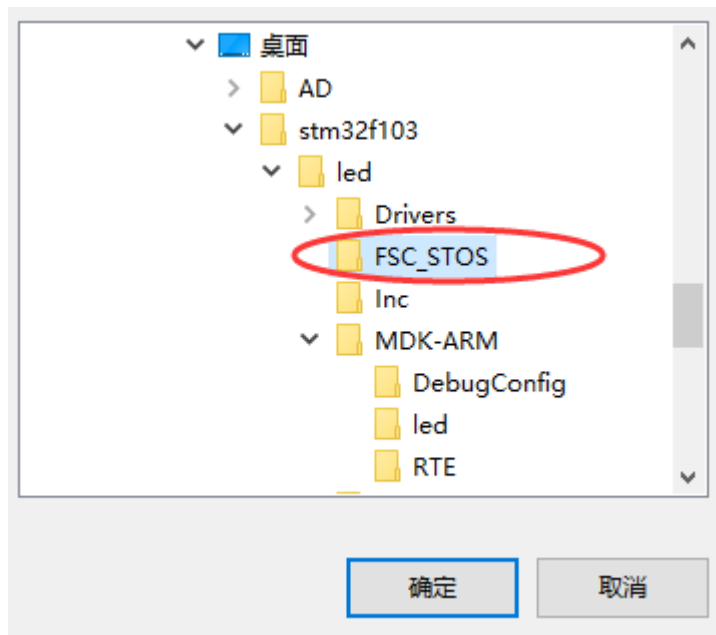 桌面
AD
stm32f103
led
Drivers
FSC_STOS
Inc
MDK-ARM
DebugConfig
led
RTE
确定
取消